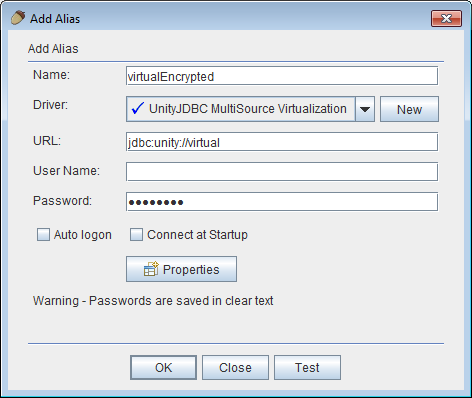 Add Alias
Add Alias
Name: virtualEncrypted
Driver: UnityJDBC MultiSource Virtualization New
URL: jdbc:unity://virtual
User Name:
Password: ●●●●●●●●
Auto logon Connect at Startup
Properties
Warning - Passwords are saved in clear text
OK Close Test